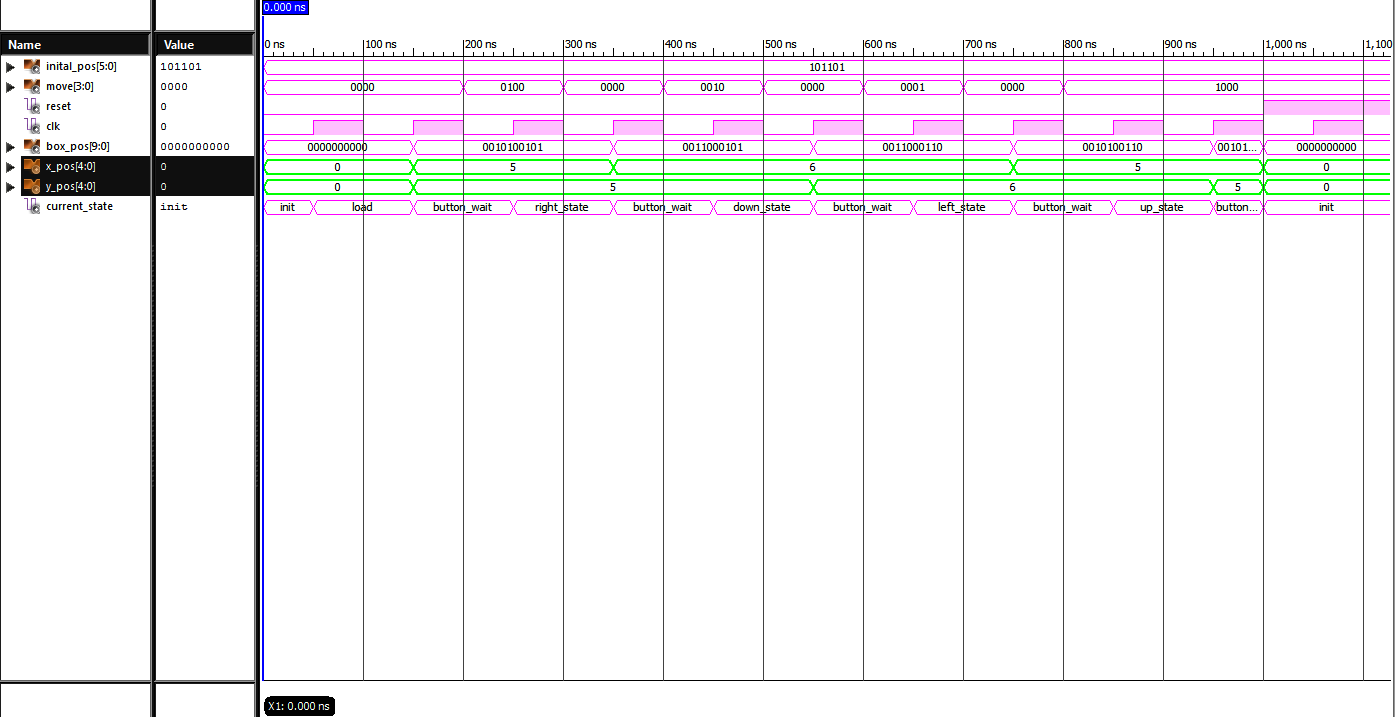 0.000 ns
Name Value 0 ns 100 ns 200 ns 300 ns 400 ns 500 ns 600 ns 700 ns 800 ns 900 ns 1,000 ns 1,100
inital_pos[5:0] 101101 101101
move[3:0] 0000 0000 0100 0000 0010 0000 0001 0000 1000
reset 0
clk 0
box_pos[9:0] 0000000000 0000000000 0010100101 0011000101 0011000110 0010100110 00101... 0000000000
x_pos[4:0] 0 0 5 6 5 0
y_pos[4:0] 0 0 5 6 5 0
current_state init init load button_wait right_state button_wait down_state button_wait left_state button_wait up_state button... init
X1: 0.000 ns